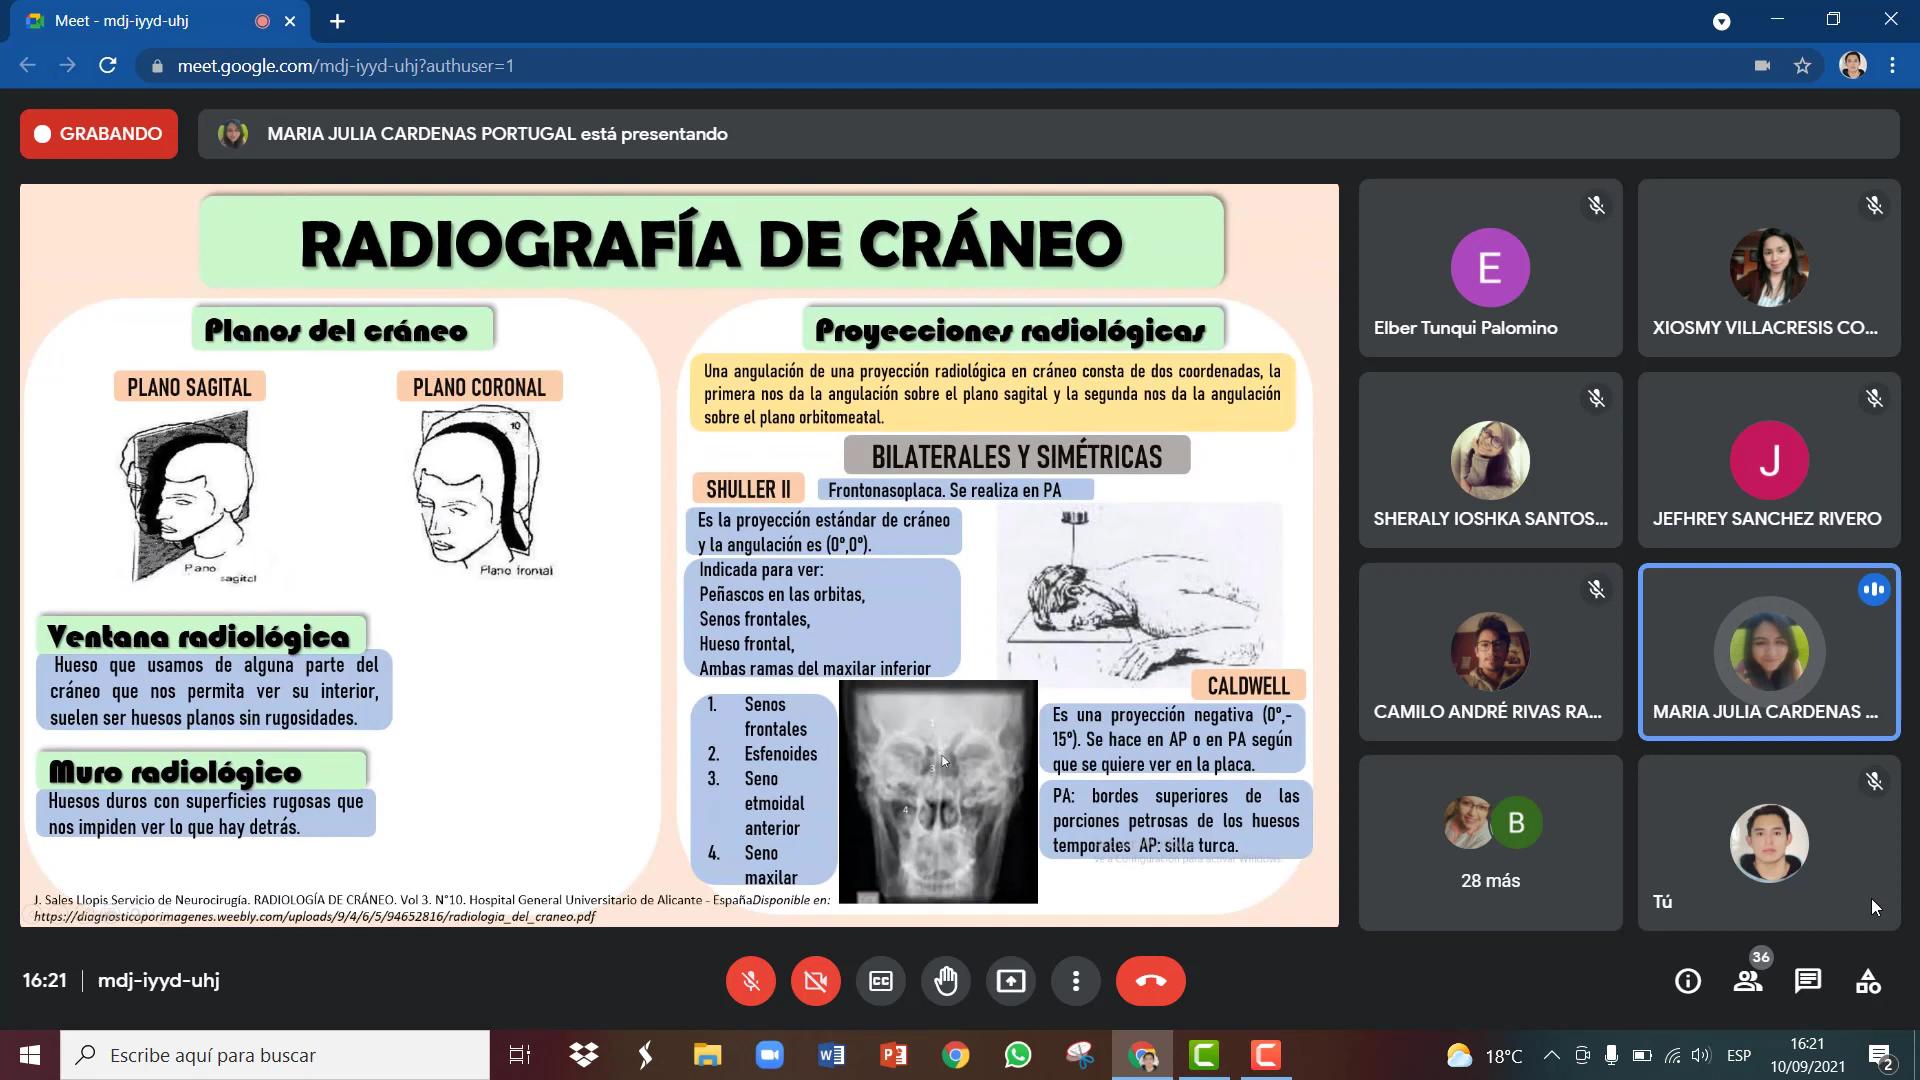 Meet - mdj-iyyd-uhj
meet.google.com/mdj-iyyd-uhj?authuser=1
GRABANDO
MARIA JULIA CARDENAS PORTUGAL está presentando
RADIOGRAFÍA DE CRÁNEO
Planos del cráneo
PLANO SAGITAL
PLANO CORONAL
Plano
sagital
10
Plano frontal
Ventana radiológica
Hueso que usamos de alguna parte del
cráneo que nos permita ver su interior,
suelen ser huesos planos sin rugosidades.
Muro radiológico
Huesos duros con superficies rugosas que
nos impiden ver lo que hay detrás.
Proyecciones radiológicas
Una angulación de una proyección radiológica en cráneo consta de dos coordenadas, la
primera nos da la angulación sobre el plano sagital y la segunda nos da la angulación
sobre el plano orbitomeatal.
BILATERALES Y SIMÉTRICAS
SHULLER II
Frontonasoplaca. Se realiza en PA
Es la proyección estándar de cráneo
y la angulación es (0°,0°).
Indicada para ver:
Peñascos en las orbitas,
Senos frontales,
Hueso frontal,
Ambas ramas del maxilar inferior
1. Senos
frontales
2. Esfenoides
3. Seno
etmoidal
anterior
4. Seno
maxilar
1
3
4
CALDWELL
Es una proyección negativa (0°,-
15°). Se hace en AP o en PA según
que se quiere ver en la placa.
PA: bordes superiores de las
porciones petrosas de los huesos
temporales AP: silla turca.
Ve a Configuración para activar Windows.
J. Sales Llopis Servicio de Neurocirugía. RADIOLOGÍA DE CRÁNEO. Vol 3. N°10. Hospital General Universitario de Alicante - EspañaDisponible en:
https://diagnosticoporimagenes.weebly.com/uploads/9/4/6/5/94652816/radiologia_del_craneo.pdf
E
Elber Tunqui Palomino
XIOSMY VILLACRESIS CO...
SHERALY IOSHKA SANTOS...
J
JEFHREY SANCHEZ RIVERO
CAMILO ANDRÉ RIVAS RA...
MARIA JULIA CARDENAS ...
B
28 más
Tú
16:21 | mdj-iyyd-uhj
CC
36
Escribe aquí para buscar
18°C
ESP
16:21
10/09/2021
2